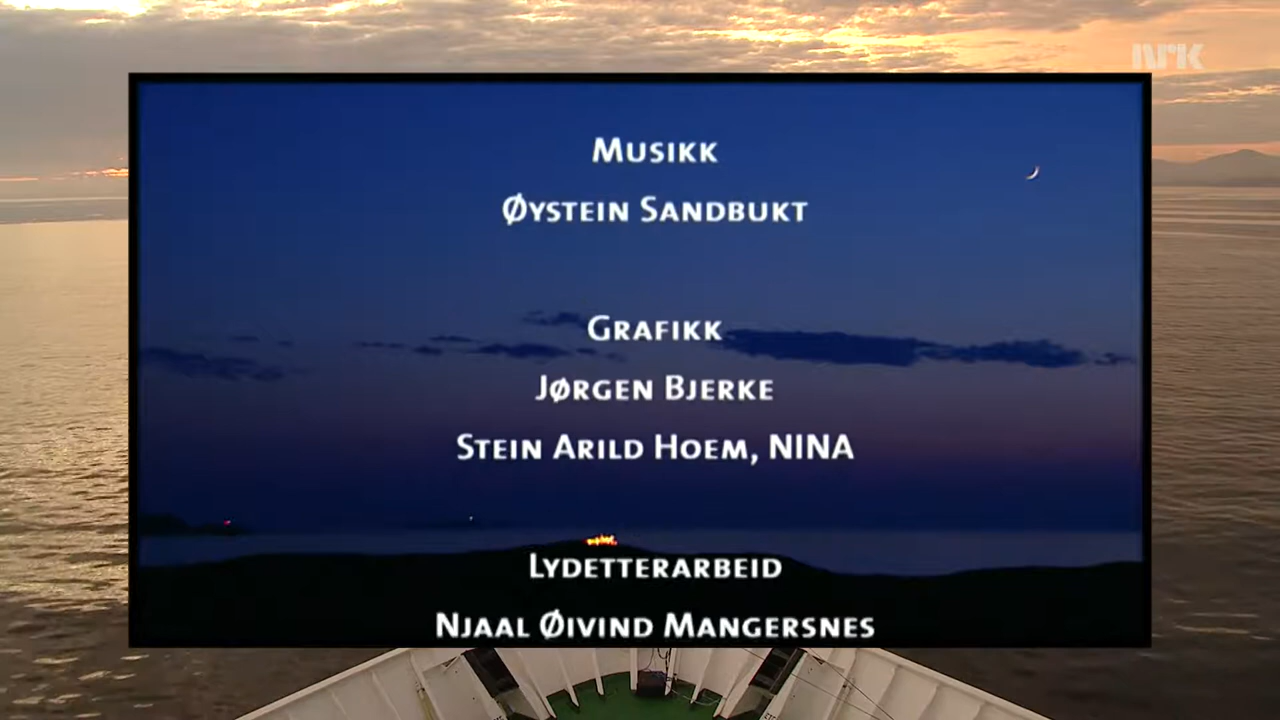 NRK
Musikk
Øystein Sandbukt
Grafikk
Jørgen Bjerke
Stein Arild Hoem, NINA
Lydetterarbeid
Njaal Øivind Mangersnes